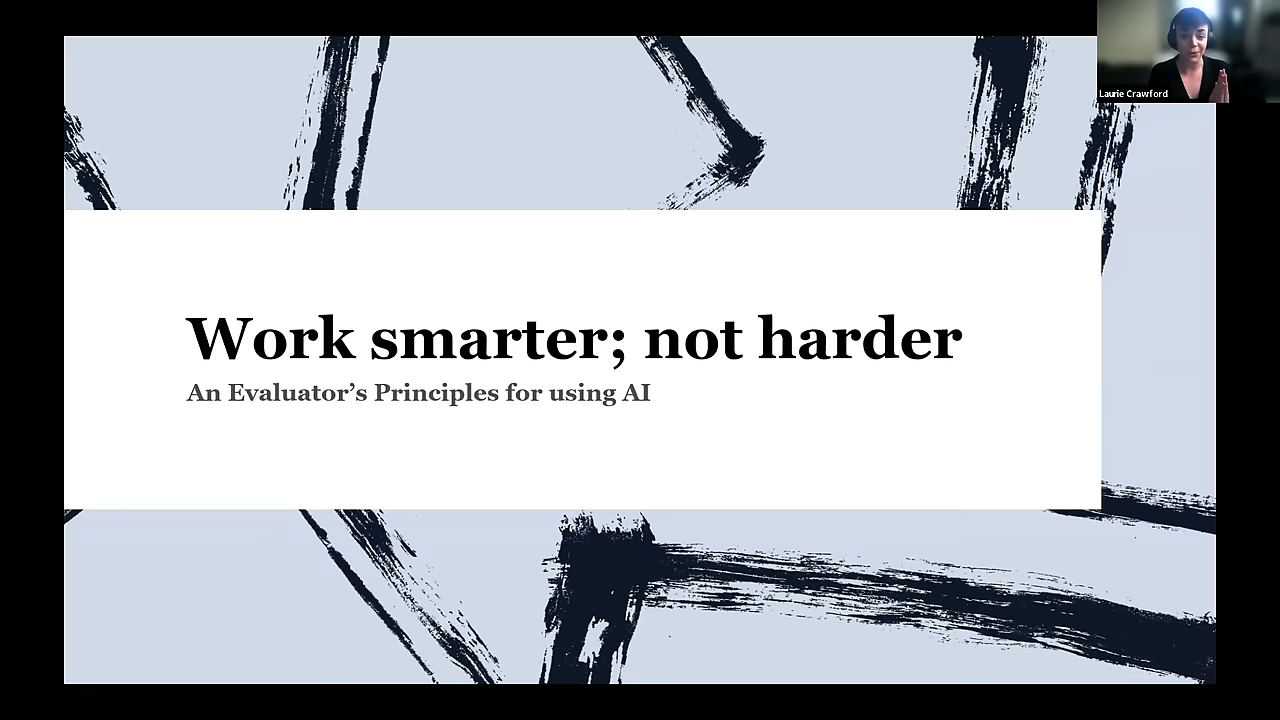 Laurie Crawford
Work smarter; not harder
An Evaluator’s Principles for using AI